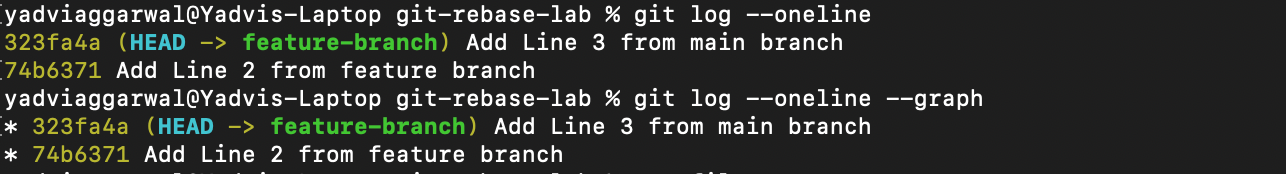 yadviaggarwal@Yadvis-Laptop git-rebase-lab % git log --oneline
323fa4a (HEAD -> feature-branch) Add Line 3 from main branch
74b6371 Add Line 2 from feature branch
yadviaggarwal@Yadvis-Laptop git-rebase-lab % git log --oneline --graph
* 323fa4a (HEAD -> feature-branch) Add Line 3 from main branch
* 74b6371 Add Line 2 from feature branch